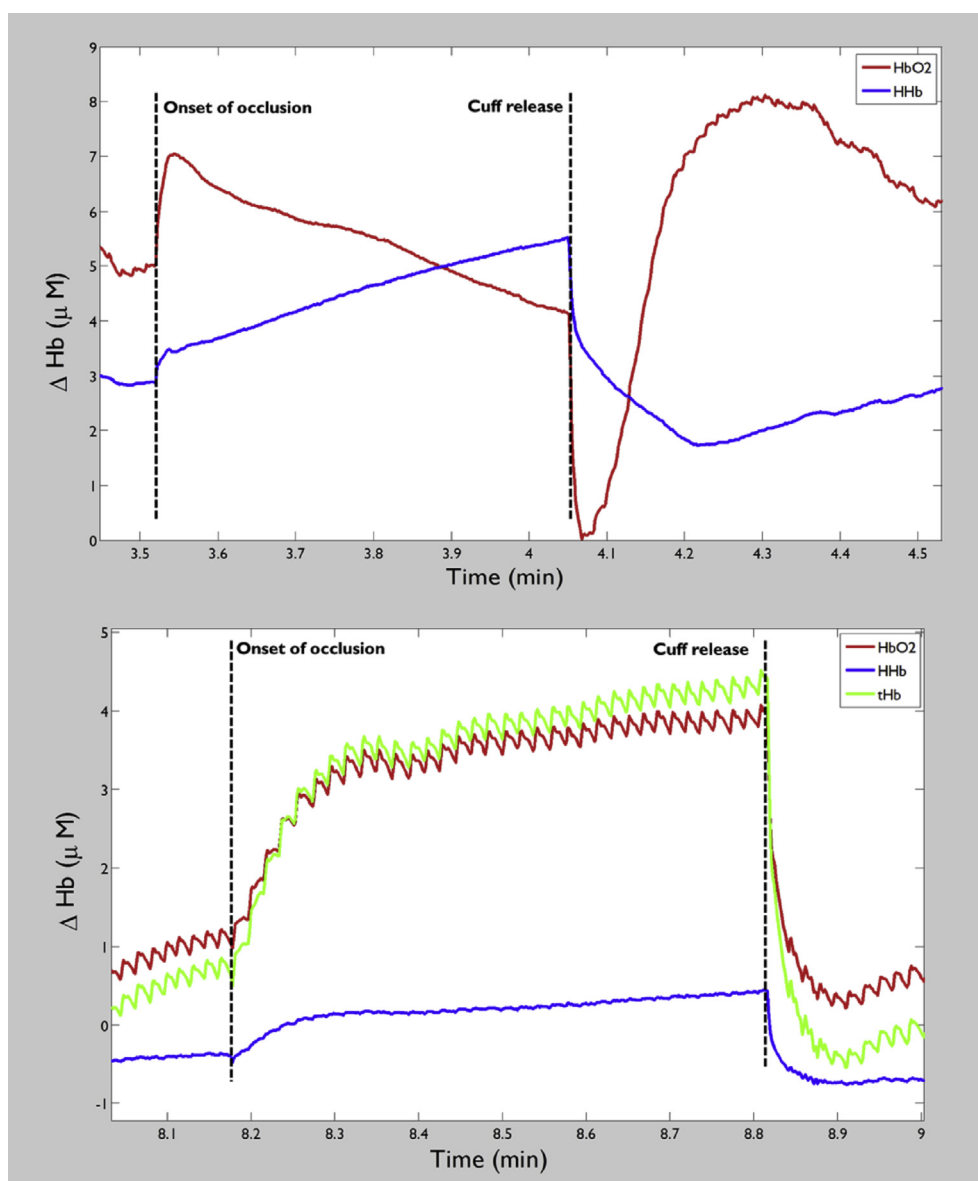 9
8
7
6
5
4
3
2
1
0
Δ Hb (μ M)
Onset of occlusion
Cuff release
HbO2
HHb
3.5 3.6 3.7 3.8 3.9 4 4.1 4.2 4.3 4.4 4.5
Time (min)
5
4
3
2
1
0
-1
Δ Hb (μ M)
Onset of occlusion
Cuff release
HbO2
HHb
tHb
8.1 8.2 8.3 8.4 8.5 8.6 8.7 8.8 8.9 9
Time (min)